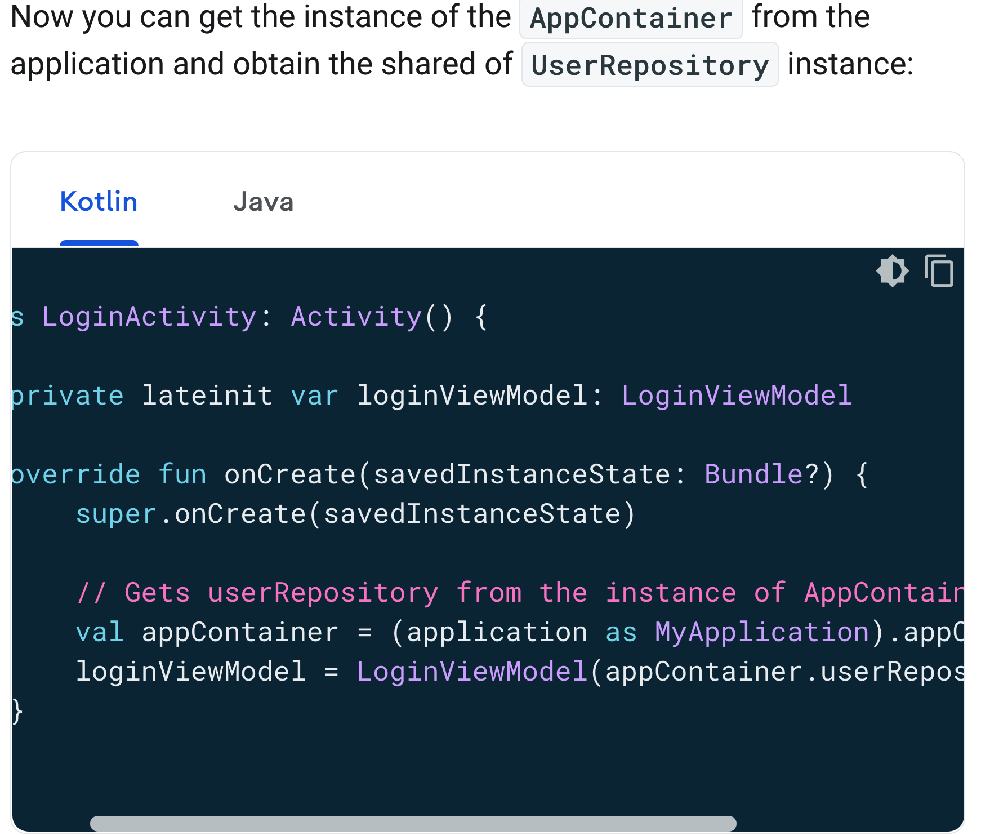 Now you can get the instance of the AppContainer from the
application and obtain the shared of UserRepository instance:
Kotlin Java
s LoginActivity: Activity() {
private lateinit var loginViewModel: LoginViewModel
override fun onCreate(savedInstanceState: Bundle?) {
super.onCreate(savedInstanceState)
// Gets userRepository from the instance of AppContain
val appContainer = (application as MyApplication).appC
loginViewModel = LoginViewModel(appContainer.userRepos
}